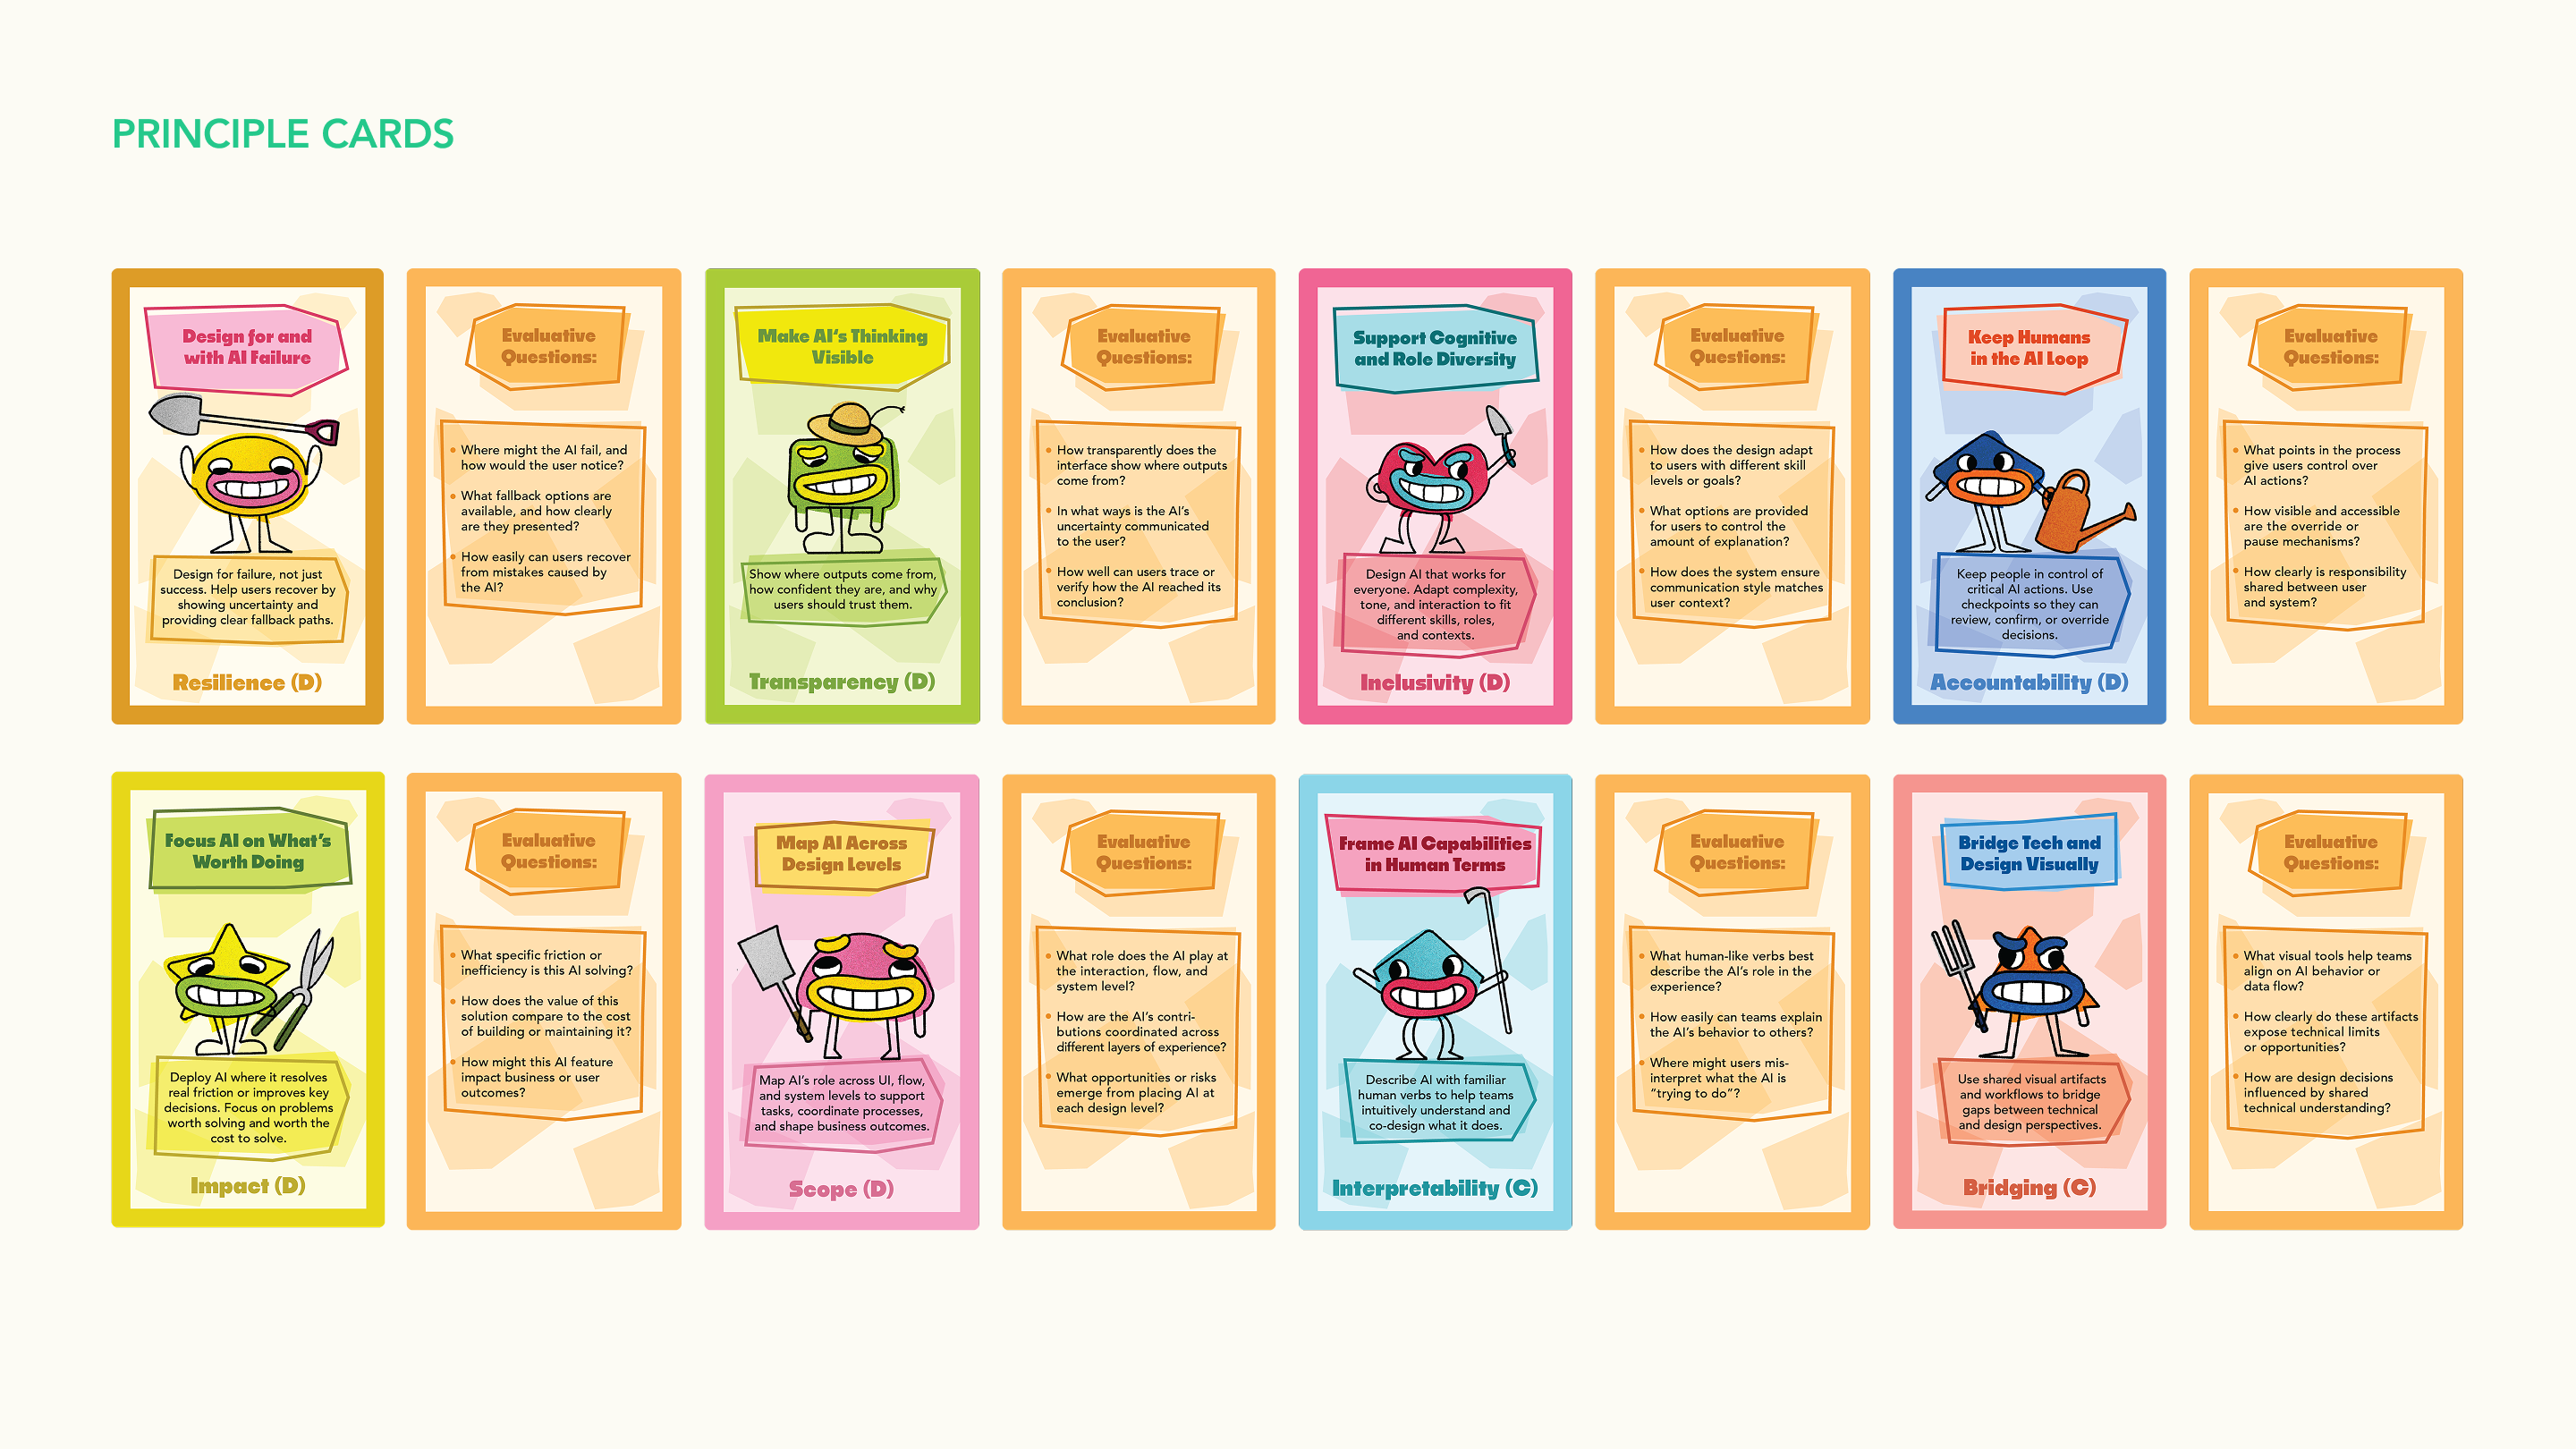 PRINCIPLE CARDS
Design for and
with AI Failure
Design for failure, not just
success. Help users recover by
showing uncertainty and
providing clear fallback paths.
Resilience (D)
Evaluative
Questions:
• Where might the AI fail, and
how would the user notice?
• What fallback options are
available, and how clearly
are they presented?
• How easily can users recover
from mistakes caused by
the AI?
Make AI's Thinking
Visible
Show where outputs come from,
how confident they are, and why
users should trust them.
Transparency (D)
Evaluative
Questions:
• How transparently does the
interface show where outputs
come from?
• In what ways is the AI's
uncertainty communicated
to the user?
• How well can users trace or
verify how the AI reached its
conclusion?
Support Cognitive
and Role Diversity
Design AI that works for
everyone. Adapt complexity,
tone, and interaction to fit
different skills, roles,
and contexts.
Inclusivity (D)
Evaluative
Questions:
• How does the design adapt
to users with different skill
levels or goals?
• What options are provided
for users to control the
amount of explanation?
• How does the system ensure
communication style matches
user context?
Keep Humans
in the AI Loop
Keep people in control of
critical AI actions. Use
checkpoints so they can
review, confirm, or override
decisions.
Accountability (D)
Evaluative
Questions:
• What points in the process
give users control over
AI actions?
• How visible and accessible
are the override or
pause mechanisms?
• How clearly is responsibility
shared between user
and system?
Focus AI on What's
Worth Doing
Deploy AI where it resolves
real friction or improves key
decisions. Focus on problems
worth solving and worth the
cost to solve.
Impact (D)
Evaluative
Questions:
• What specific friction or
inefficiency is this AI solving?
• How does the value of this
solution compare to the cost
of building or maintaining it?
• How might this AI feature
impact business or user
outcomes?
Map AI Across
Design Levels
Map AI's role across UI, flow,
and system levels to support
tasks, coordinate processes,
and shape business outcomes.
Scope (D)
Evaluative
Questions:
• What role does the AI play at
the interaction, flow, and
system level?
• How are the AI's contri-
butions coordinated across
different layers of experience?
• What opportunities or risks
emerge from placing AI at
each design level?
Frame AI Capabilities
in Human Terms
Describe AI with familiar
human verbs to help teams
intuitively understand and
co-design what it does.
Interpretability (C)
Evaluative
Questions:
• What human-like verbs best
describe the AI's role in the
experience?
• How easily can teams explain
the AI's behavior to others?
• Where might users mis-
interpret what the AI is
“trying to do”?
Bridge Tech and
Design Visually
Use shared visual artifacts
and workflows to bridge
gaps between technical
and design perspectives.
Bridging (C)
Evaluative
Questions:
• What visual tools help teams
align on AI behavior or
data flow?
• How clearly do these artifacts
expose technical limits
or opportunities?
• How are design decisions
influenced by shared
technical understanding?